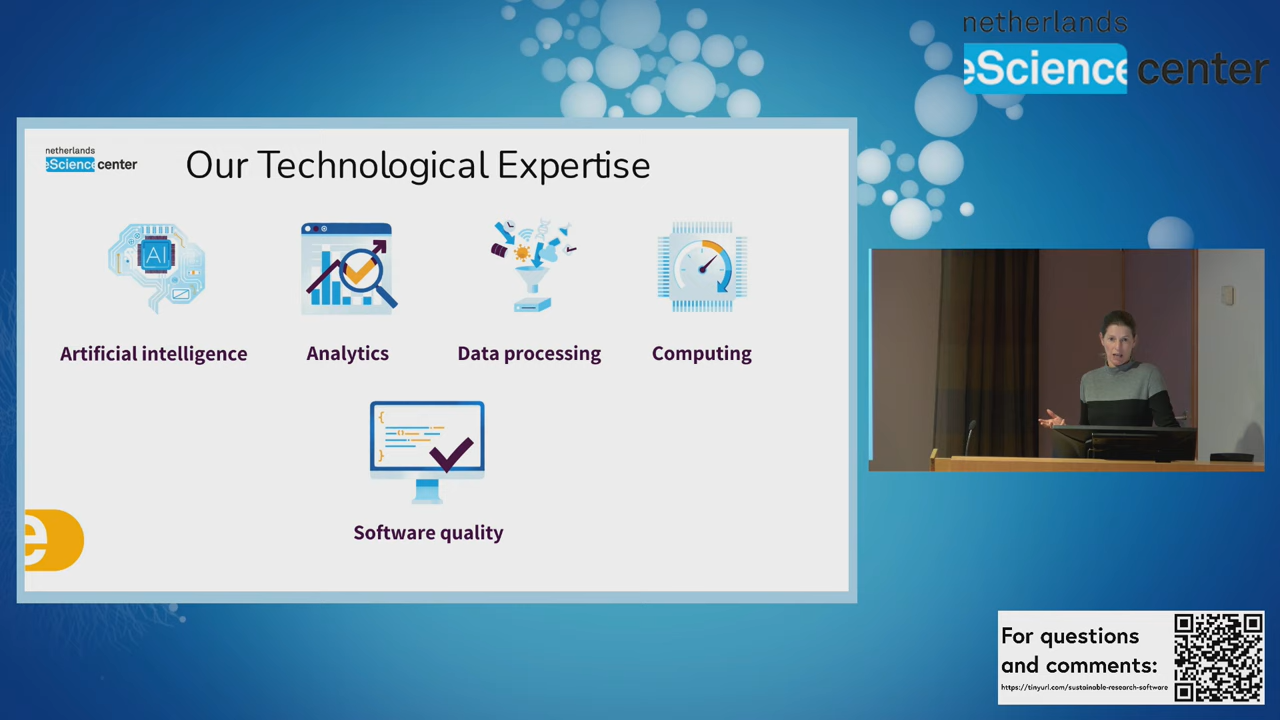 netherlands
eScience center
netherlands
eScience center
Our Technological Expertise
AI
Artificial intelligence
Analytics
Data processing
Computing
Software quality
e
For questions
and comments:
https://tinyurl.com/sustainable-research-software